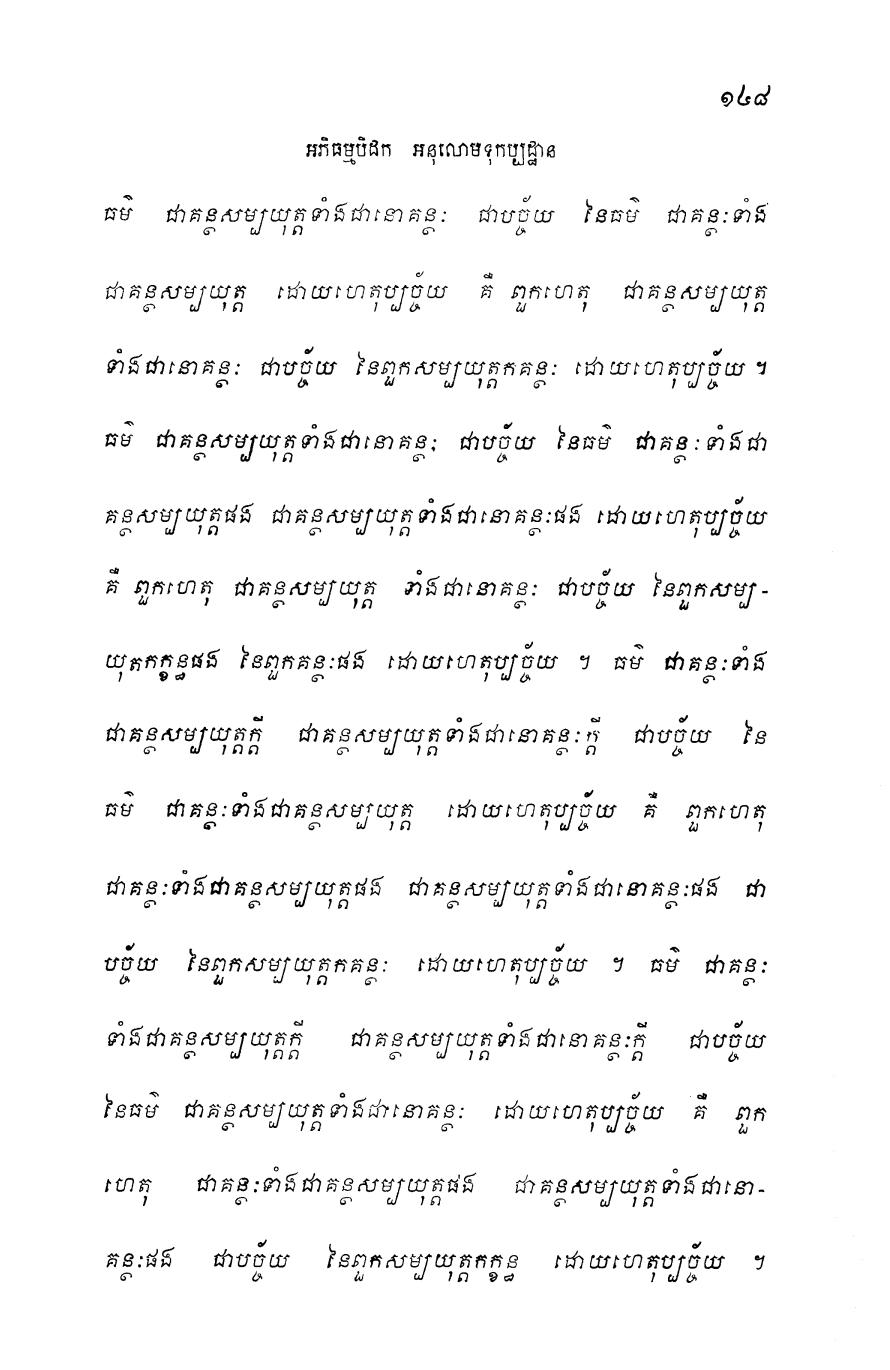 ១៤៨
អភិធម្មបិដក អនុលោមទុកប្បដ្ឋាន
ធម៌ ជាគន្ថសម្បយុត្តទាំងជានោគន្ថៈ ជាបច្ច័យ នៃធម៌ ជាគន្ថៈទាំង
ជាគន្ថសម្បយុត្ត ដោយហេតុប្បច្ច័យ គឺ ពួកហេតុ ជាគន្ថសម្បយុត្ត
ទាំងជានោគន្ថៈ ជាបច្ច័យ នៃពួកសម្បយុត្តកគន្ថៈ ដោយហេតុប្បច្ច័យ ។
ធម៌ ជាគន្ថសម្បយុត្តទាំងជានោគន្ថៈ ជាបច្ច័យ នៃធម៌ ជាគន្ថៈទាំងជា
គន្ថសម្បយុត្តផង ជាគន្ថសម្បយុត្តទាំងជានោគន្ថៈផង ដោយហេតុប្បច្ច័យ
គឺ ពួកហេតុ ជាគន្ថសម្បយុត្ត ទាំងជានោគន្ថៈ ជាបច្ច័យ នៃពួកសម្ប-
យុតកក្ខន្ធផង នៃពួកគន្ថៈផង ដោយហេតុប្បច្ច័យ ។ ធម៌ ជាគន្ថៈទាំង
ជាគន្ថសម្បយុត្តក្តី ជាគន្ថសម្បយុត្តទាំងជានោគន្ថៈក្តី ជាបច្ច័យ នៃ
ធម៌ ជាគន្ថៈទាំងជាគន្ថសម្បយុត្ត ដោយហេតុប្បច្ច័យ គឺ ពួកហេតុ
ជាគន្ថៈទាំងជាគន្ថសម្បយុត្តផង ជាគន្ថសម្បយុត្តទាំងជានោគន្ថៈផង ជា
បច្ច័យ នៃពួកសម្បយុត្តកគន្ថៈ ដោយហេតុប្បច្ច័យ ។ ធម៌ ជាគន្ថៈ
ទាំងជាគន្ថសម្បយុត្តក្តី ជាគន្ថសម្បយុត្តទាំងជានោគន្ថៈក្តី ជាបច្ច័យ
នៃធម៌ ជាគន្ថសម្បយុត្តទាំងជានោគន្ថៈ ដោយហេតុប្បច្ច័យ គឺ ពួក
ហេតុ ជាគន្ថៈទាំងជាគន្ថសម្បយុត្តផង ជាគន្ថសម្បយុត្តទាំងជានោ-
គន្ថៈផង ជាបច្ច័យ នៃពួកសម្បយុត្តកក្ខន្ធ ដោយហេតុប្បច្ច័យ ។